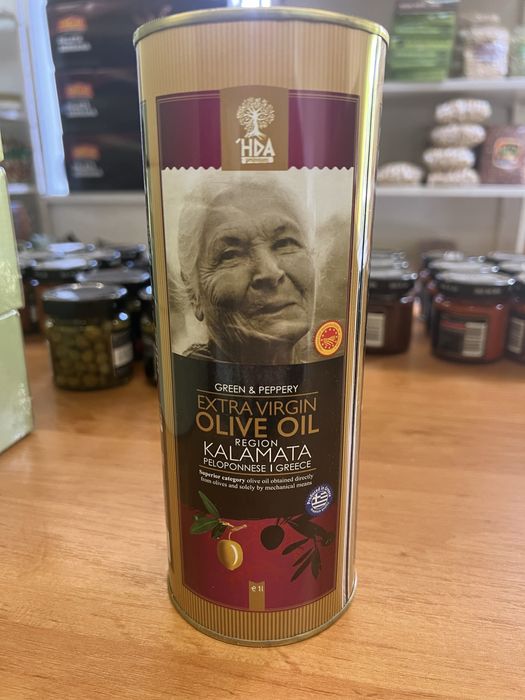 'HDA
GREEN & PEPPERY
EXTRA VIRGIN
OLIVE OIL
REGION
KALAMATA
PELOPONNESE | GREECE
Superior category olive oil obtained directly
from olives and solely by mechanical means
℮ 1l